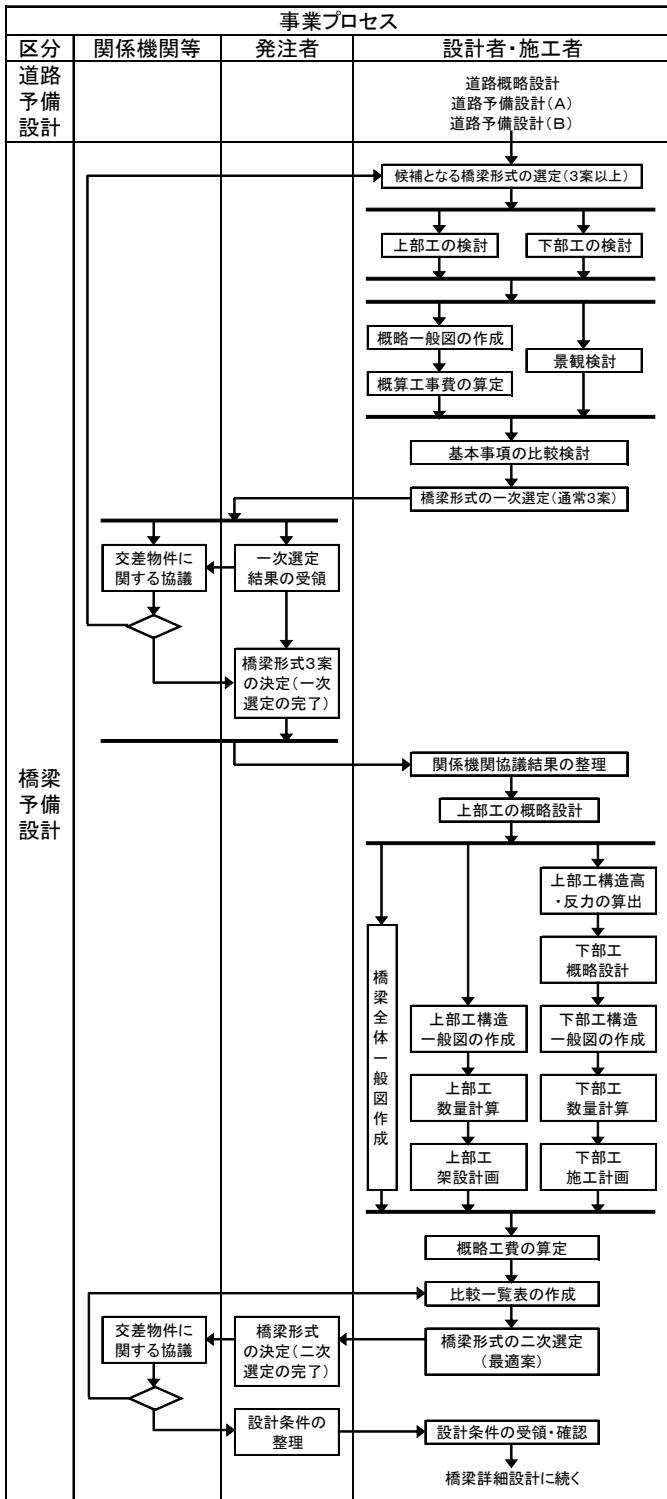 事業プロセス
区分 関係機関等 発注者 設計者・施工者
道路
予備
設計
道路概略設計
道路予備設計(A)
道路予備設計(B)
候補となる橋梁形式の選定(3案以上)
上部工の検討 下部工の検討
概略一般図の作成
景観検討
概算工事費の算定
基本事項の比較検討
橋梁形式の一次選定(通常3案)
交差物件に
関する協議
一次選定
結果の受領
橋梁形式3案
の決定(一次
選定の完了)
橋梁
予備
設計
関係機関協議結果の整理
上部工の概略設計
上部工構造高
・反力の算出
下部工
概略設計
橋梁全体一般図作成
上部工構造
一般図の作成
下部工構造
一般図の作成
上部工
数量計算
下部工
数量計算
上部工
架設計画
下部工
施工計画
概略工費の算定
比較一覧表の作成
交差物件に
関する協議
橋梁形式
の決定(二次
選定の完了)
橋梁形式の二次選定
(最適案)
設計条件の
整理
設計条件の受領・確認
橋梁詳細設計に続く